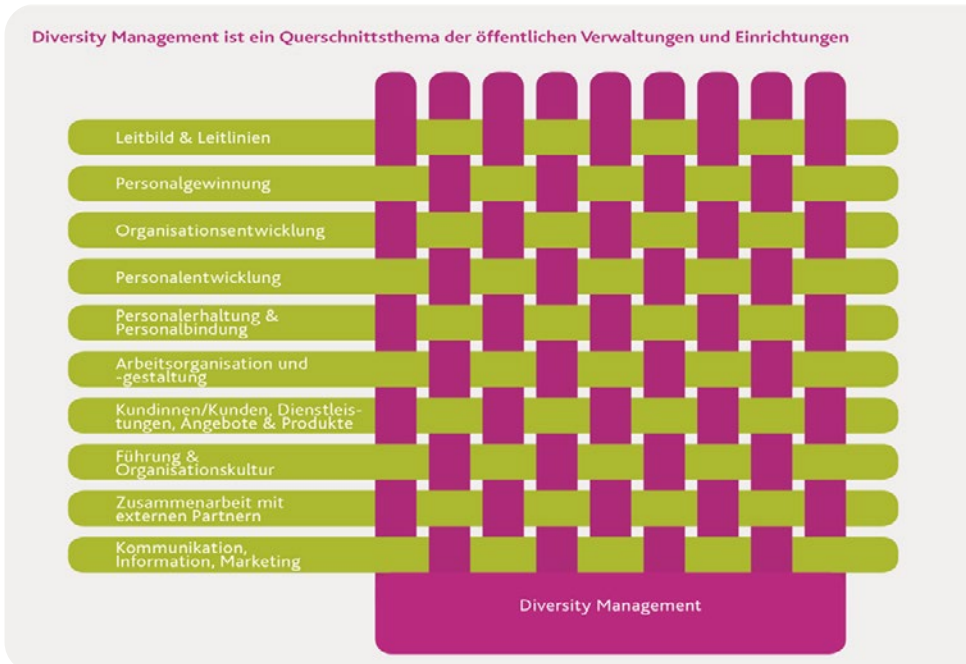 Diversity Management ist ein Querschnittsthema der öffentlichen Verwaltungen und Einrichtungen
Leitbild & Leitlinien
Personalgewinnung
Organisationsentwicklung
Personalentwicklung
Personalerhaltung &
Personalbindung
Arbeitsorganisation und
-gestaltung
Kundinnen/Kunden, Dienstleis-
tungen, Angebote & Produkte
Führung &
Organisationskultur
Zusammenarbeit mit
externen Partnern
Kommunikation,
Information, Marketing
Diversity Management